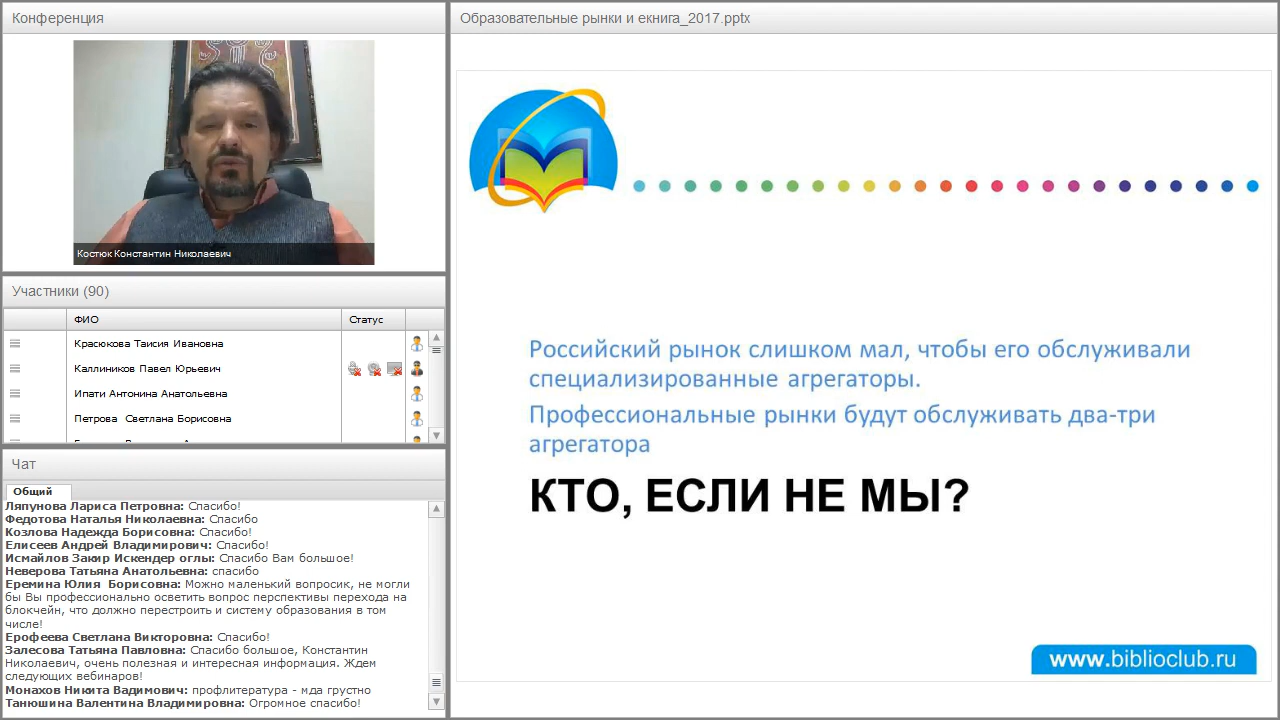 Конференция
Костюк Константин Николаевич
Участники (90)
ФИО
Статус
Красюкова Таисия Ивановна
Каллиников Павел Юрьевич
Ипати Антонина Анатольевна
Петрова Светлана Борисовна
Чат
Общий
Ляпунова Лариса Петровна: Спасибо!
Федотова Наталья Николаевна: Спасибо
Козлова Надежда Борисовна: Спасибо!
Елисеев Андрей Владимирович: Спасибо!
Исмайлов Закир Искендер оглы: Спасибо Вам большое!
Неверова Татьяна Анатольевна: спасибо
Еремина Юлия Борисовна: Можно маленький вопросик, не могли
бы Вы профессионально осветить вопрос перспективы перехода на
блокчейн, что должно перестроить и систему образования в том
числе!
Ерофеева Светлана Викторовна: Спасибо!
Залесова Татьяна Павловна: Спасибо большое, Константин
Николаевич, очень полезная и интересная информация. Ждем
следующих вебинаров!
Монахов Никита Вадимович: профлитература - мда грустно
Танюшина Валентина Владимировна: Огромное спасибо!
Образовательные рынки и екнига_2017.pptx
Российский рынок слишком мал, чтобы его обслуживали
специализированные агрегаторы.
Профессиональные рынки будут обслуживать два-три
агрегатора
КТО, ЕСЛИ НЕ МЫ?
www.biblioclub.ru